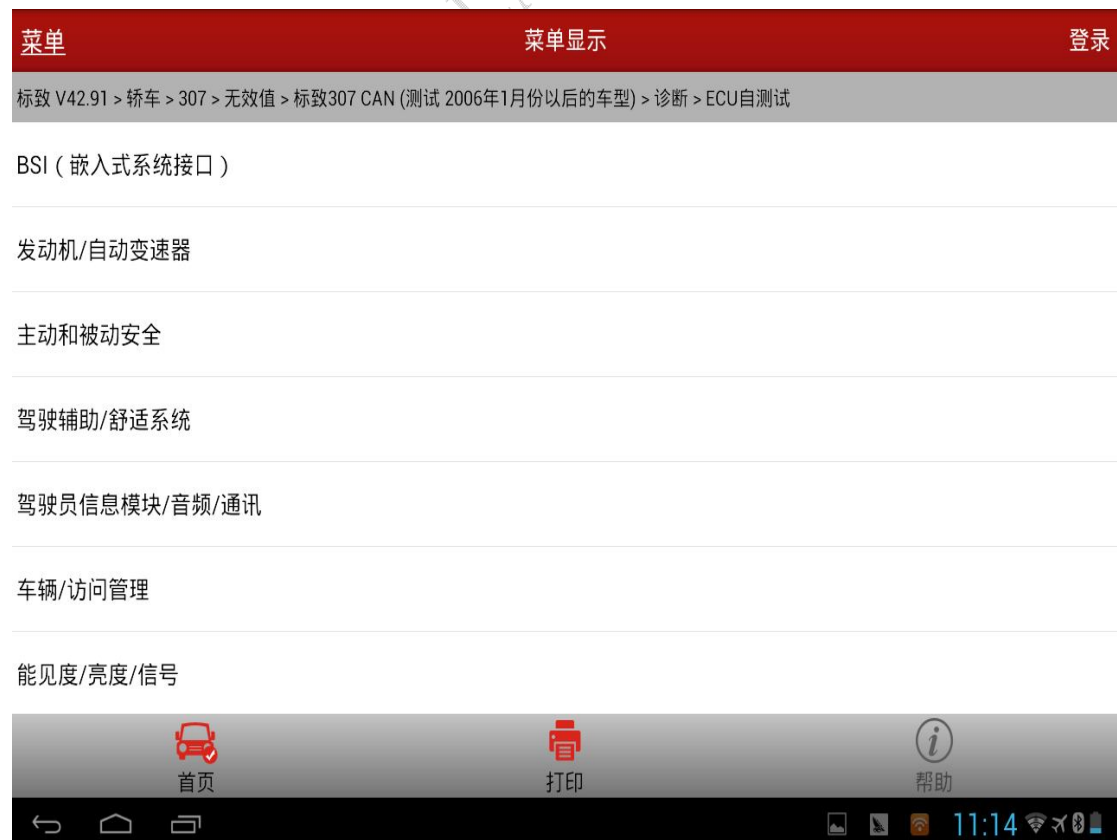 菜单 菜单显示 登录
标致 V42.91 > 轿车 > 307 > 无效值 > 标致307 CAN (测试 2006年1月份以后的车型) > 诊断 > ECU自测试
BSI ( 嵌入式系统接口 )
发动机/自动变速器
主动和被动安全
驾驶辅助/舒适系统
驾驶员信息模块/音频/通讯
车辆/访问管理
能见度/亮度/信号
首页 打印 帮助
11:14